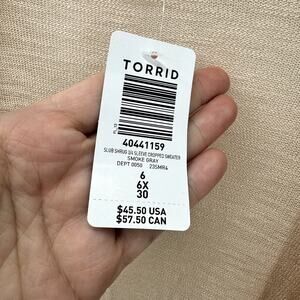 TORRID
40441159
SLUB SHRUG 3/4 SLEEVE CROPPED SWEATER
SMOKE GRAY
DEPT 0050 23SMR4
6
6X
30
$45.50 USA
$57.50 CAN